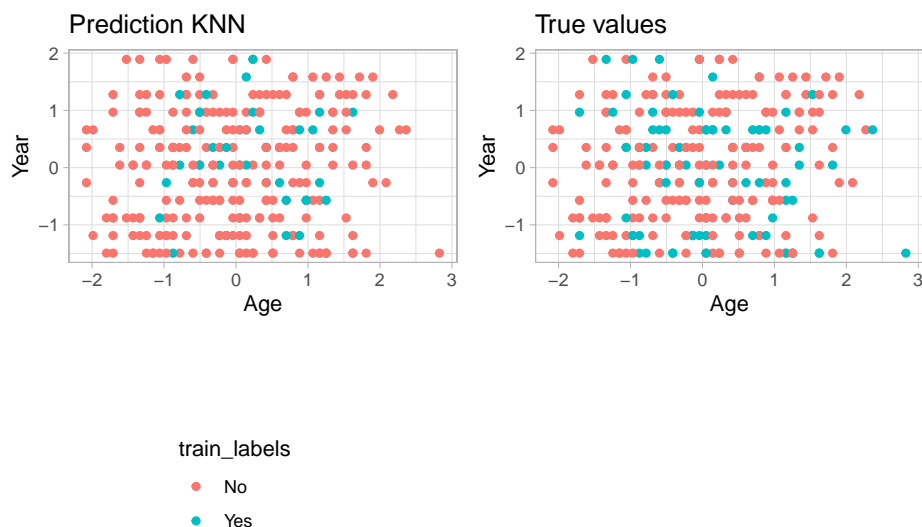 Prediction KNN
True values
2
1
0
−1
Year
−2 −1 0 1 2 3
Age
2
1
0
−1
Year
−2 −1 0 1 2 3
Age
train_labels
No
Yes